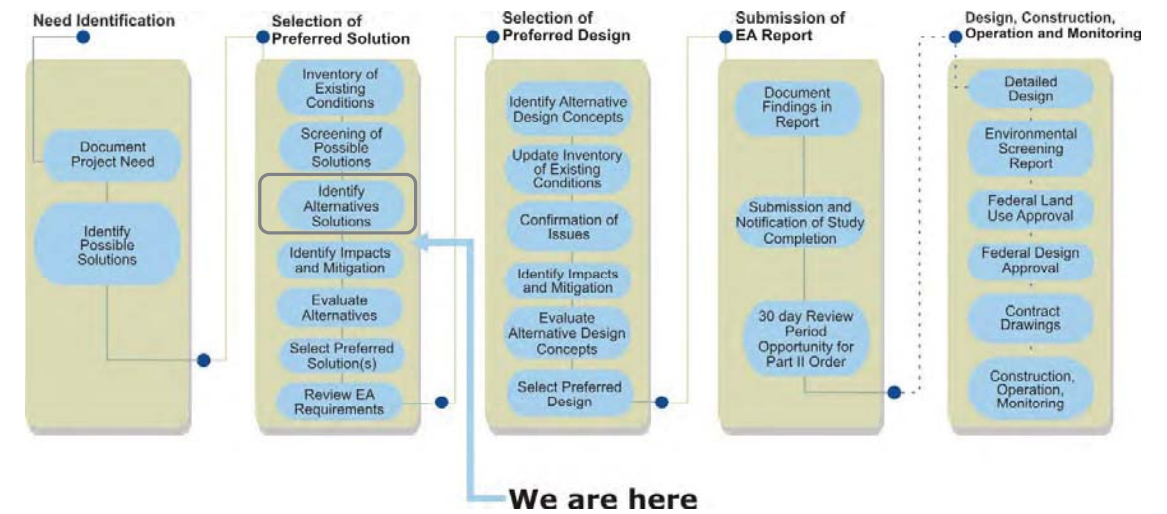 Need Identification
Document
Project Need
Identify
Possible
Solutions
Selection of
Preferred Solution
Inventory of
Existing
Conditions
Screening of
Possible
Solutions
Identify
Alternatives
Solutions
Identify Impacts
and Mitigation
Evaluate
Alternatives
Select Preferred
Solution(s)
Review EA
Requirements
Selection of
Preferred Design
Identify Alternative
Design Concepts
Update Inventory
of Existing
Conditions
Confirmation of
Issues
Identify Impacts
and Mitigation
Evaluate
Alternative Design
Concepts
Select Preferred
Design
Submission of
EA Report
Document
Findings in
Report
Submission and
Notification of Study
Completion
30 day Review
Period
Opportunity for
Part II Order
Design, Construction,
Operation and Monitoring
Detailed
Design
Environmental
Screening
Report
Federal Land
Use Approval
Federal Design
Approval
Contract
Drawings
Construction,
Operation,
Monitoring
We are here